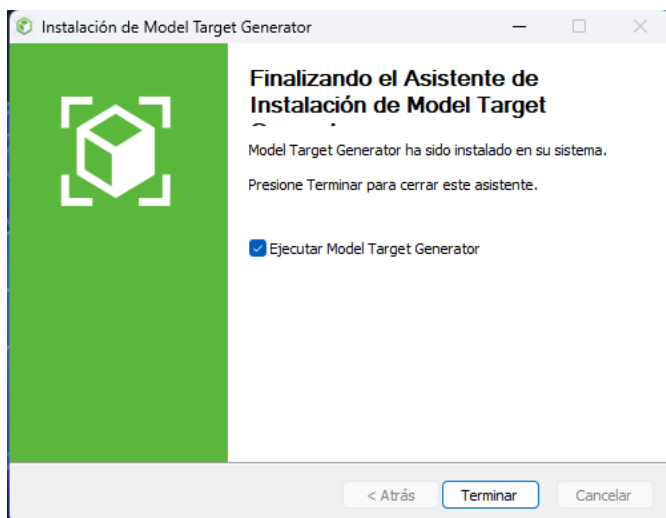 Instalación de Model Target Generator
Finalizando el Asistente de
Instalación de Model Target
Model Target Generator ha sido instalado en su sistema.
Presione Terminar para cerrar este asistente.
Ejecutar Model Target Generator
< Atrás
Terminar
Cancelar